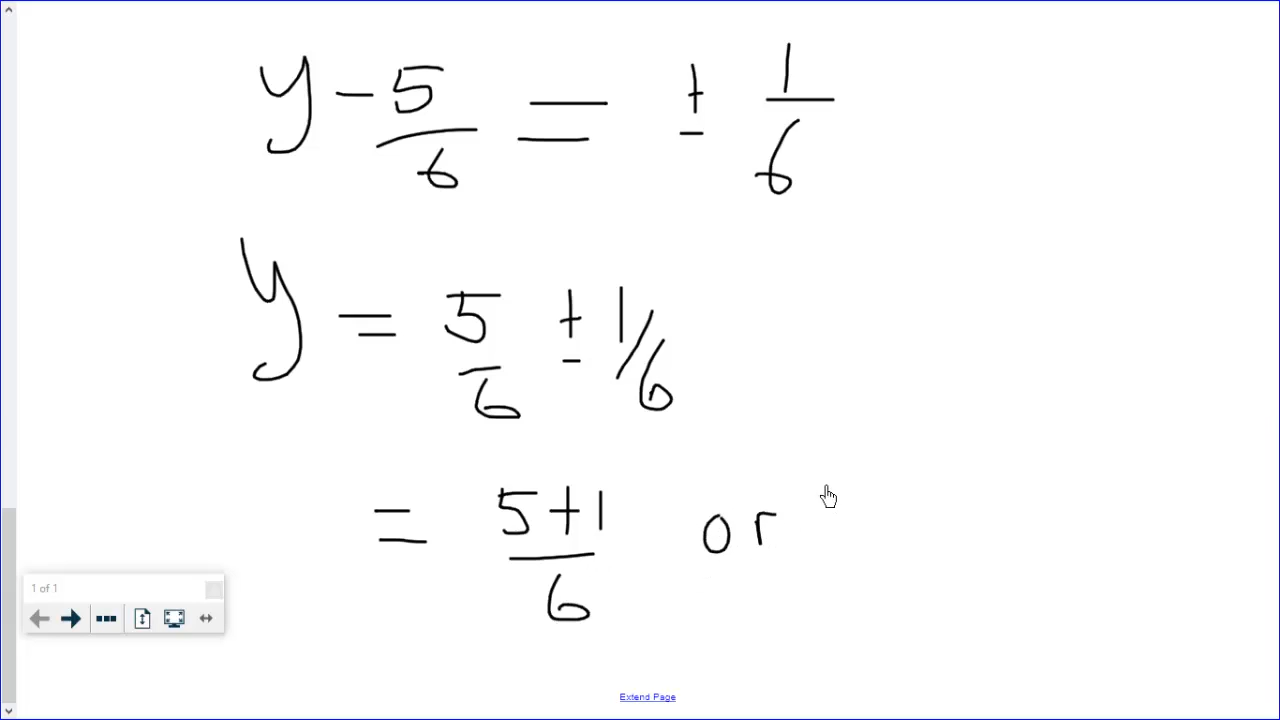 y - 5/6 = ± 1/6
y = 5/6 ± 1/6
= 5+1/6 or
1 of 1
Extend Page